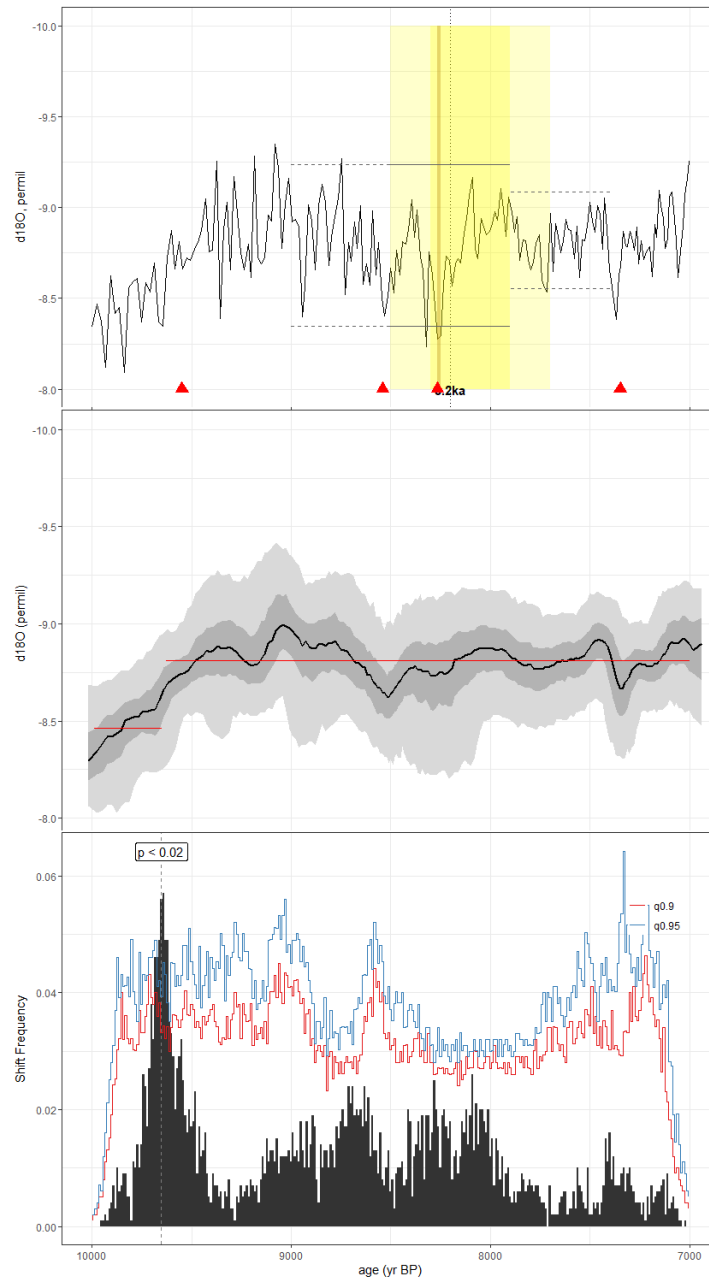 -10.0
-9.5
-9.0
-8.5
-8.0
d18O, permil
8.2ka
-10.0
-9.5
-9.0
-8.5
-8.0
d18O (permil)
p < 0.02
0.06
0.04
0.02
0.00
Shift Frequency
q0.9
q0.95
10000 9000 8000 7000
age (yr BP)